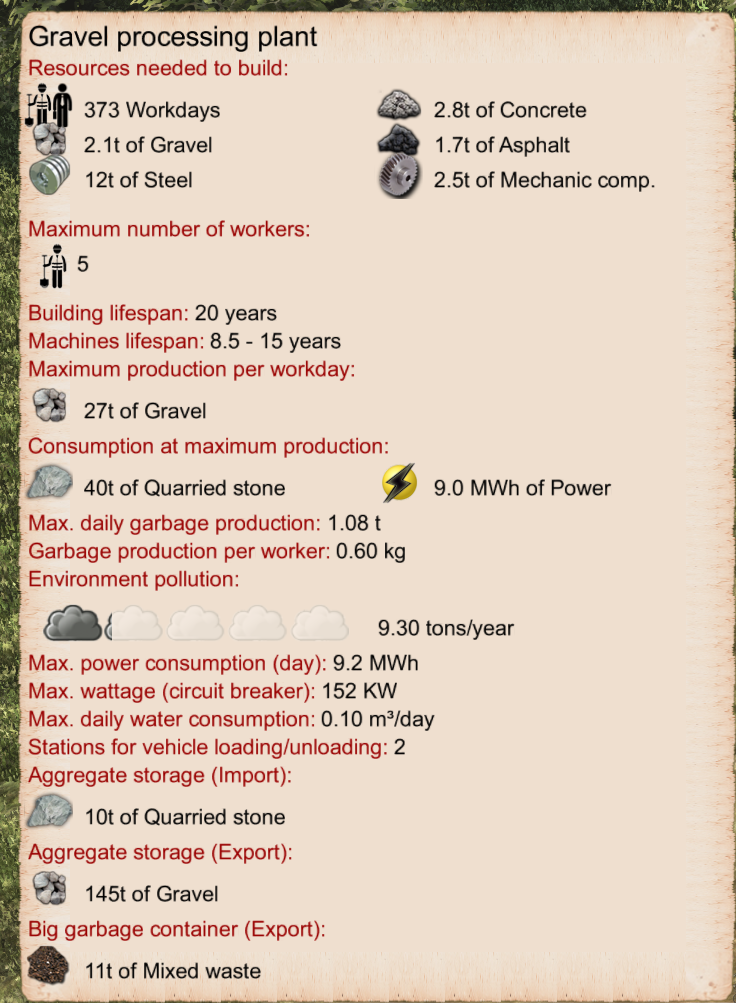 Gravel processing plant
Resources needed to build:
373 Workdays 2.8t of Concrete
2.1t of Gravel 1.7t of Asphalt
12t of Steel 2.5t of Mechanic comp.
Maximum number of workers:
5
Building lifespan: 20 years
Machines lifespan: 8.5 - 15 years
Maximum production per workday:
27t of Gravel
Consumption at maximum production:
40t of Quarried stone 9.0 MWh of Power
Max. daily garbage production: 1.08 t
Garbage production per worker: 0.60 kg
Environment pollution:
9.30 tons/year
Max. power consumption (day): 9.2 MWh
Max. wattage (circuit breaker): 152 KW
Max. daily water consumption: 0.10 m³/day
Stations for vehicle loading/unloading: 2
Aggregate storage (Import):
10t of Quarried stone
Aggregate storage (Export):
145t of Gravel
Big garbage container (Export):
11t of Mixed waste